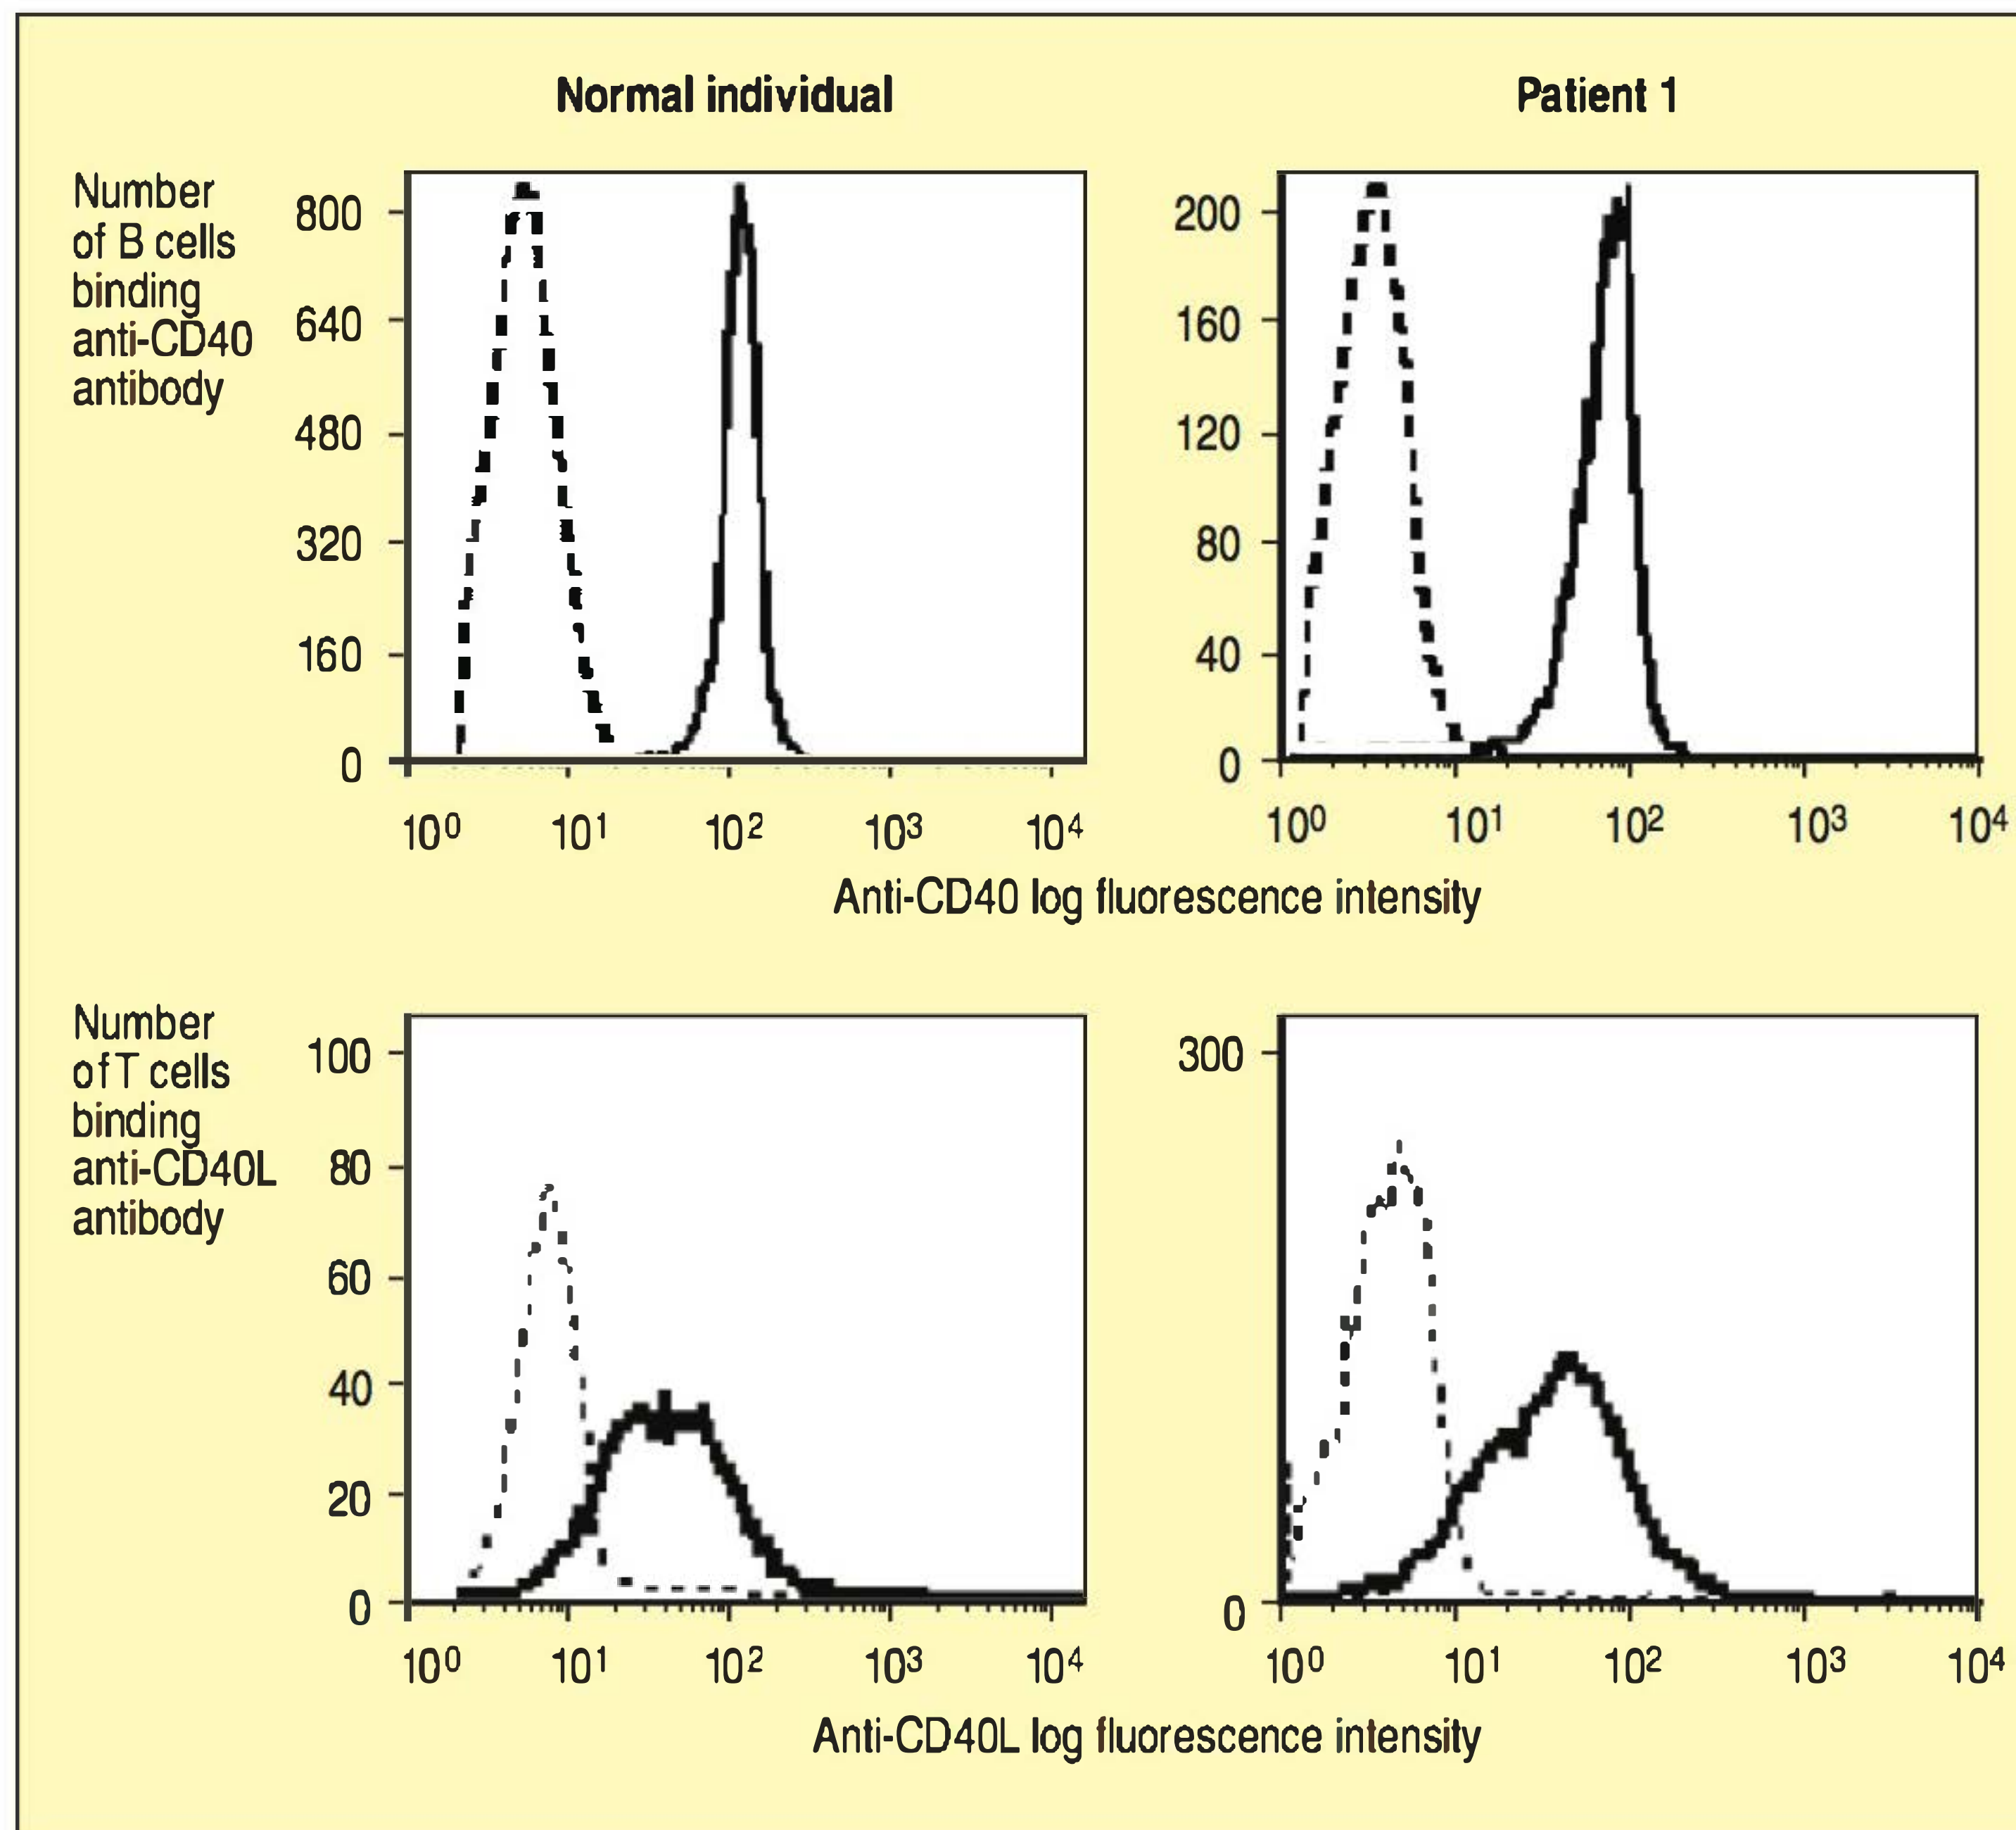 Normal individual
Patient 1
Number
of B cells
binding
anti-CD40
antibody
800
640
480
320
160
0
10⁰ 10¹ 10² 10³ 10⁴
200
160
120
80
40
0
10⁰ 10¹ 10² 10³ 10⁴
Anti-CD40 log fluorescence intensity
Number
of T cells
binding
anti-CD40L
antibody
100
80
60
40
20
0
10⁰ 10¹ 10² 10³ 10⁴
300
0
10⁰ 10¹ 10² 10³ 10⁴
Anti-CD40L log fluorescence intensity